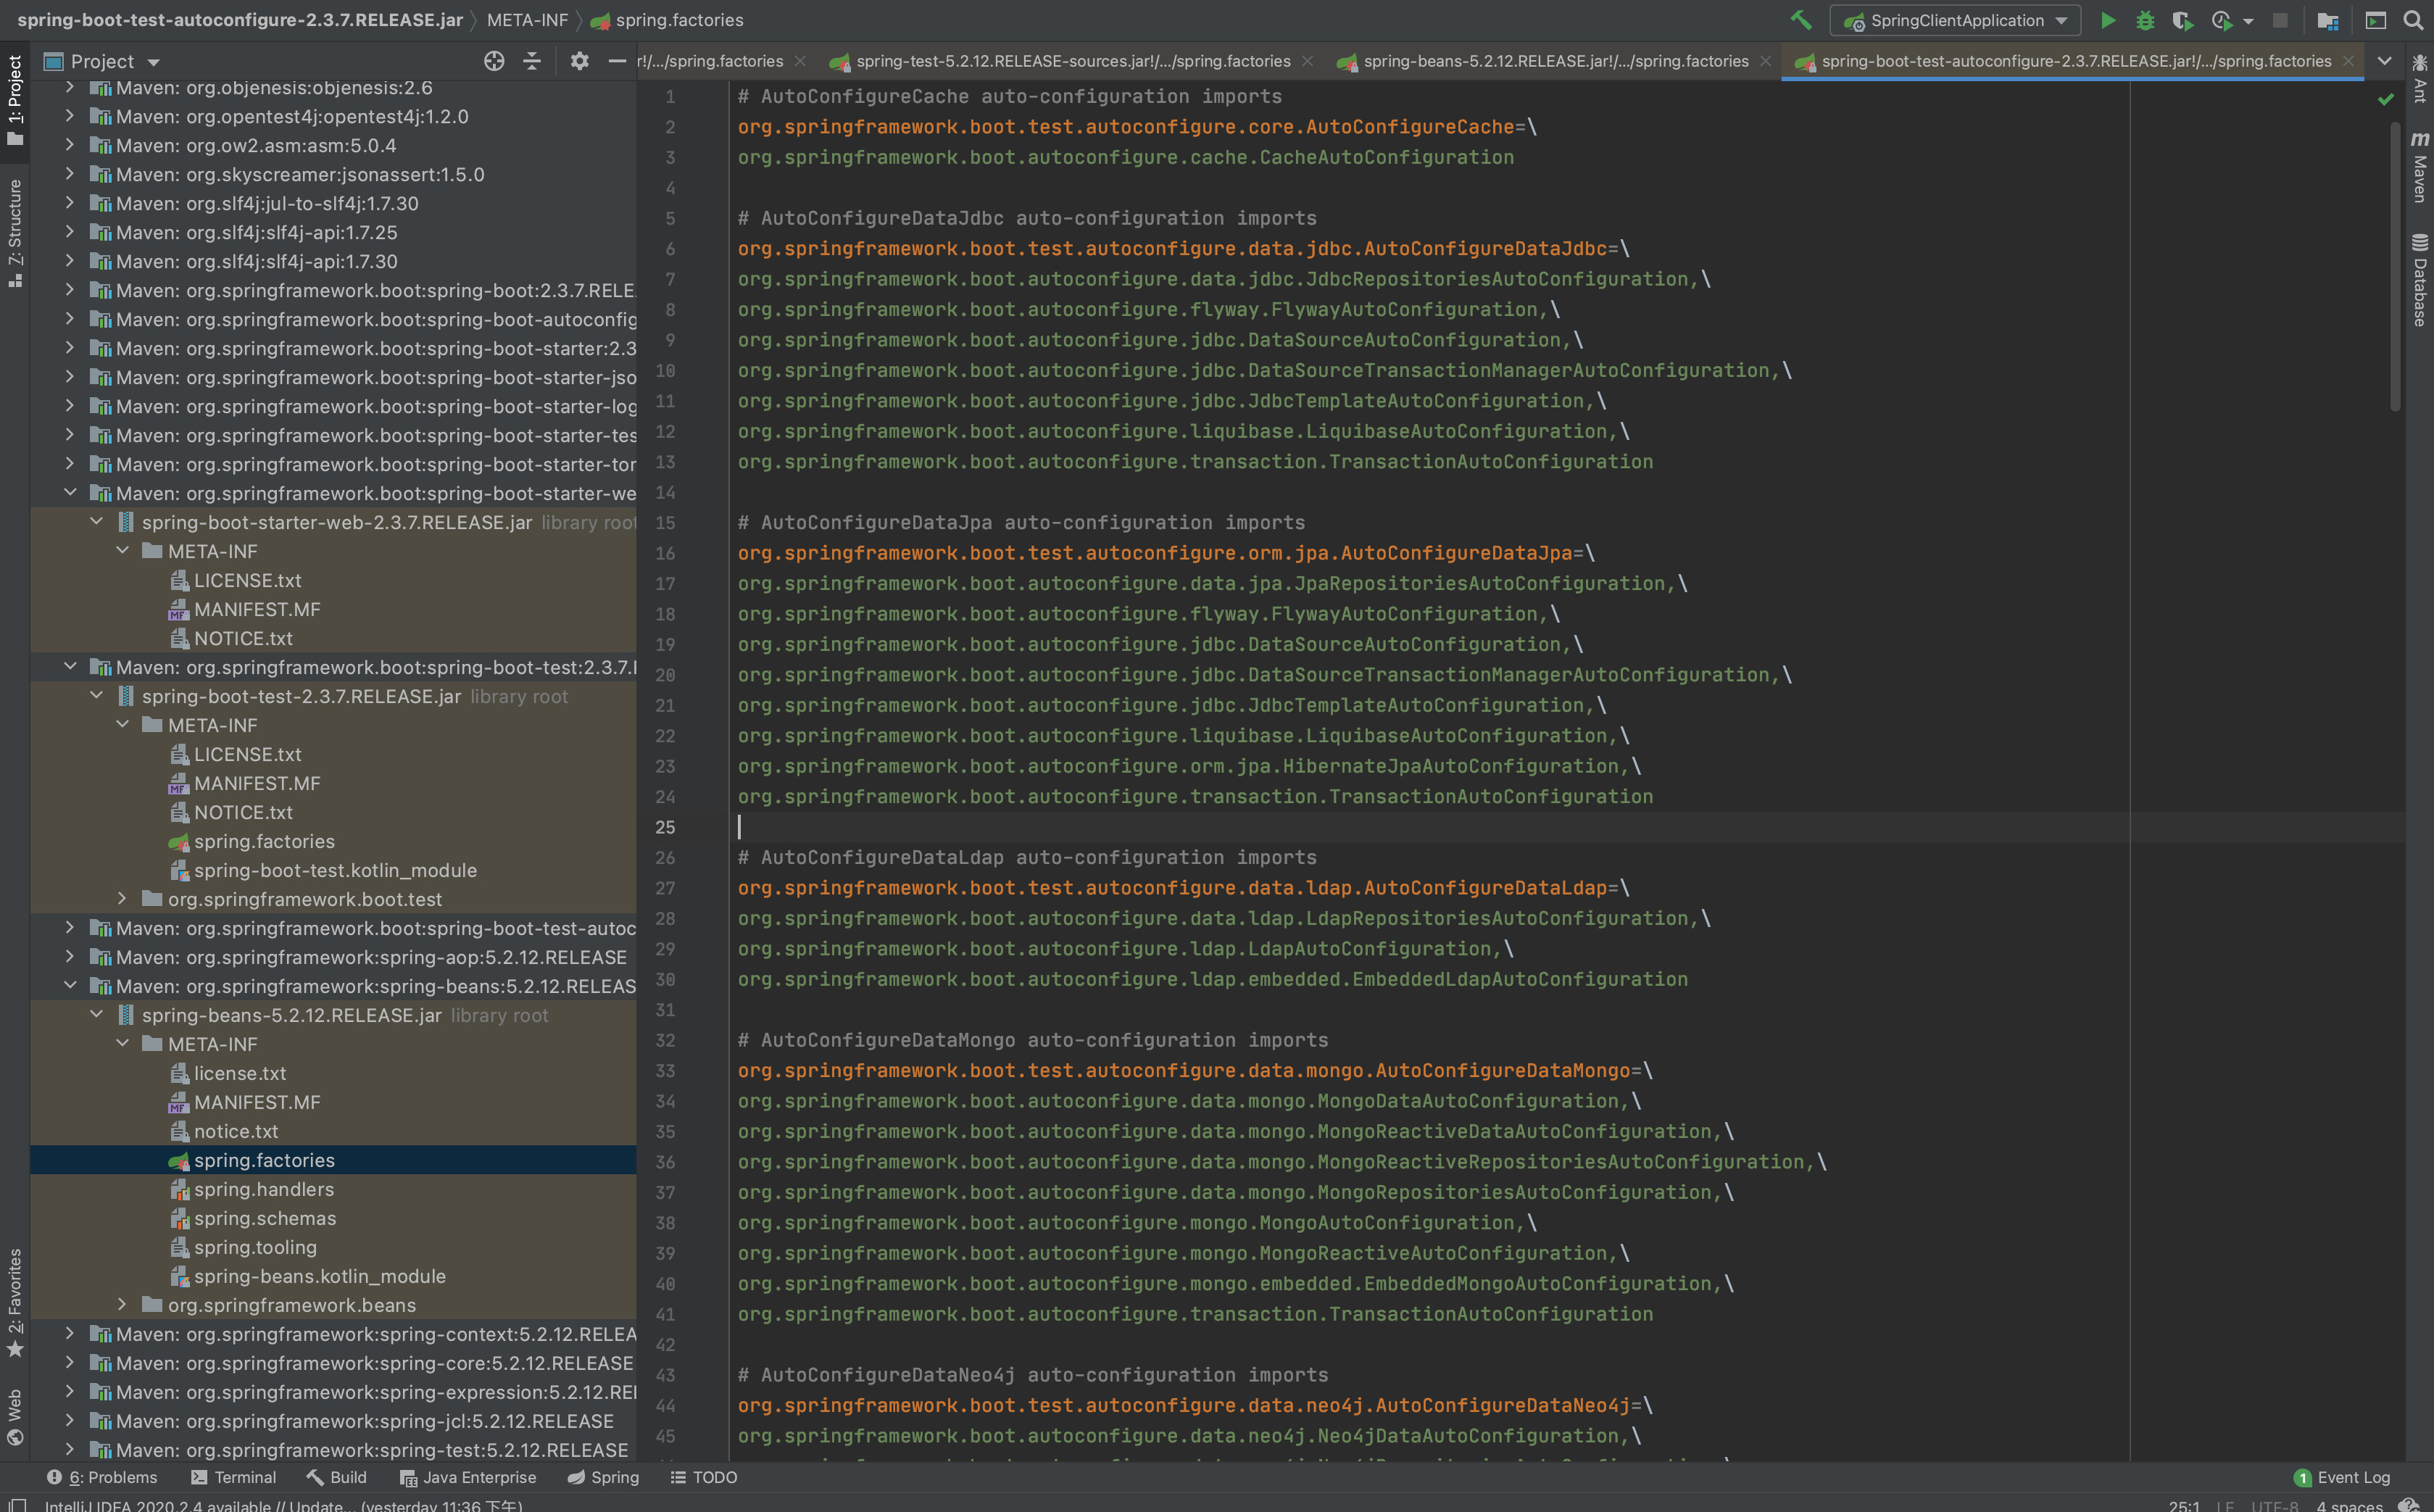 spring-boot-test-autoconfigure-2.3.7.RELEASE.jar META-INF spring.factories
SpringClientApplication
Project
r!/.../spring.factories
spring-test-5.2.12.RELEASE-sources.jar!/.../spring.factories
spring-beans-5.2.12.RELEASE.jar!/.../spring.factories
spring-boot-test-autoconfigure-2.3.7.RELEASE.jar!/.../spring.factories
1: Project
7: Structure
2: Favorites
Web
Maven: org.objenesis:objenesis:2.6
Maven: org.opentest4j:opentest4j:1.2.0
Maven: org.ow2.asm:asm:5.0.4
Maven: org.skyscreamer:jsonassert:1.5.0
Maven: org.slf4j:jul-to-slf4j:1.7.30
Maven: org.slf4j:slf4j-api:1.7.25
Maven: org.slf4j:slf4j-api:1.7.30
Maven: org.springframework.boot:spring-boot:2.3.7.RELE
Maven: org.springframework.boot:spring-boot-autoconfig
Maven: org.springframework.boot:spring-boot-starter:2.3
Maven: org.springframework.boot:spring-boot-starter-jso
Maven: org.springframework.boot:spring-boot-starter-log
Maven: org.springframework.boot:spring-boot-starter-tes
Maven: org.springframework.boot:spring-boot-starter-tor
Maven: org.springframework.boot:spring-boot-starter-we
spring-boot-starter-web-2.3.7.RELEASE.jar library root
META-INF
LICENSE.txt
MANIFEST.MF
NOTICE.txt
Maven: org.springframework.boot:spring-boot-test:2.3.7.
spring-boot-test-2.3.7.RELEASE.jar library root
META-INF
LICENSE.txt
MANIFEST.MF
NOTICE.txt
spring.factories
spring-boot-test.kotlin_module
org.springframework.boot.test
Maven: org.springframework.boot:spring-boot-test-autoc
Maven: org.springframework:spring-aop:5.2.12.RELEASE
Maven: org.springframework:spring-beans:5.2.12.RELEAS
spring-beans-5.2.12.RELEASE.jar library root
META-INF
license.txt
MANIFEST.MF
notice.txt
spring.factories
spring.handlers
spring.schemas
spring.tooling
spring-beans.kotlin_module
org.springframework.beans
Maven: org.springframework:spring-context:5.2.12.RELEA
Maven: org.springframework:spring-core:5.2.12.RELEASE
Maven: org.springframework:spring-expression:5.2.12.REI
Maven: org.springframework:spring-jcl:5.2.12.RELEASE
Maven: org.springframework:spring-test:5.2.12.RELEASE
1 # AutoConfigureCache auto-configuration imports
2 org.springframework.boot.test.autoconfigure.core.AutoConfigureCache=\
3 org.springframework.boot.autoconfigure.cache.CacheAutoConfiguration
4
5 # AutoConfigureDataJdbc auto-configuration imports
6 org.springframework.boot.test.autoconfigure.data.jdbc.AutoConfigureDataJdbc=\
7 org.springframework.boot.autoconfigure.data.jdbc.JdbcRepositoriesAutoConfiguration,\
8 org.springframework.boot.autoconfigure.flyway.FlywayAutoConfiguration,\
9 org.springframework.boot.autoconfigure.jdbc.DataSourceAutoConfiguration,\
10 org.springframework.boot.autoconfigure.jdbc.DataSourceTransactionManagerAutoConfiguration,\
11 org.springframework.boot.autoconfigure.jdbc.JdbcTemplateAutoConfiguration,\
12 org.springframework.boot.autoconfigure.liquibase.LiquibaseAutoConfiguration,\
13 org.springframework.boot.autoconfigure.transaction.TransactionAutoConfiguration
14
15 # AutoConfigureDataJpa auto-configuration imports
16 org.springframework.boot.test.autoconfigure.orm.jpa.AutoConfigureDataJpa=\
17 org.springframework.boot.autoconfigure.data.jpa.JpaRepositoriesAutoConfiguration,\
18 org.springframework.boot.autoconfigure.flyway.FlywayAutoConfiguration,\
19 org.springframework.boot.autoconfigure.jdbc.DataSourceAutoConfiguration,\
20 org.springframework.boot.autoconfigure.jdbc.DataSourceTransactionManagerAutoConfiguration,\
21 org.springframework.boot.autoconfigure.jdbc.JdbcTemplateAutoConfiguration,\
22 org.springframework.boot.autoconfigure.liquibase.LiquibaseAutoConfiguration,\
23 org.springframework.boot.autoconfigure.orm.jpa.HibernateJpaAutoConfiguration,\
24 org.springframework.boot.autoconfigure.transaction.TransactionAutoConfiguration
25
26 # AutoConfigureDataLdap auto-configuration imports
27 org.springframework.boot.test.autoconfigure.data.ldap.AutoConfigureDataLdap=\
28 org.springframework.boot.autoconfigure.data.ldap.LdapRepositoriesAutoConfiguration,\
29 org.springframework.boot.autoconfigure.ldap.LdapAutoConfiguration,\
30 org.springframework.boot.autoconfigure.ldap.embedded.EmbeddedLdapAutoConfiguration
31
32 # AutoConfigureDataMongo auto-configuration imports
33 org.springframework.boot.test.autoconfigure.data.mongo.AutoConfigureDataMongo=\
34 org.springframework.boot.autoconfigure.data.mongo.MongoDataAutoConfiguration,\
35 org.springframework.boot.autoconfigure.data.mongo.MongoReactiveDataAutoConfiguration,\
36 org.springframework.boot.autoconfigure.data.mongo.MongoReactiveRepositoriesAutoConfiguration,\
37 org.springframework.boot.autoconfigure.data.mongo.MongoRepositoriesAutoConfiguration,\
38 org.springframework.boot.autoconfigure.mongo.MongoAutoConfiguration,\
39 org.springframework.boot.autoconfigure.mongo.MongoReactiveAutoConfiguration,\
40 org.springframework.boot.autoconfigure.mongo.embedded.EmbeddedMongoAutoConfiguration,\
41 org.springframework.boot.autoconfigure.transaction.TransactionAutoConfiguration
42
43 # AutoConfigureDataNeo4j auto-configuration imports
44 org.springframework.boot.test.autoconfigure.data.neo4j.AutoConfigureDataNeo4j=\
45 org.springframework.boot.autoconfigure.data.neo4j.Neo4jDataAutoConfiguration,\
Ant
m Maven
Database
6: Problems Terminal Build Java Enterprise Spring TODO
1 Event Log
IntelliJ IDEA 2020.2.4 available // Update... (yesterday 11:36 下午)
25:1 LF UTF-8 4 spaces